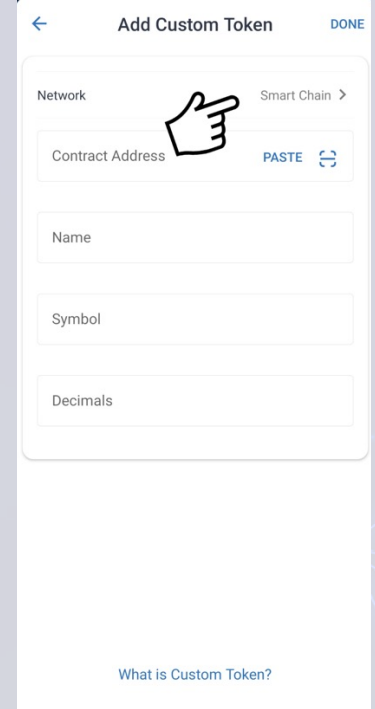 Add Custom Token DONE
Network Smart Chain
Contract Address PASTE
Name
Symbol
Decimals
What is Custom Token?